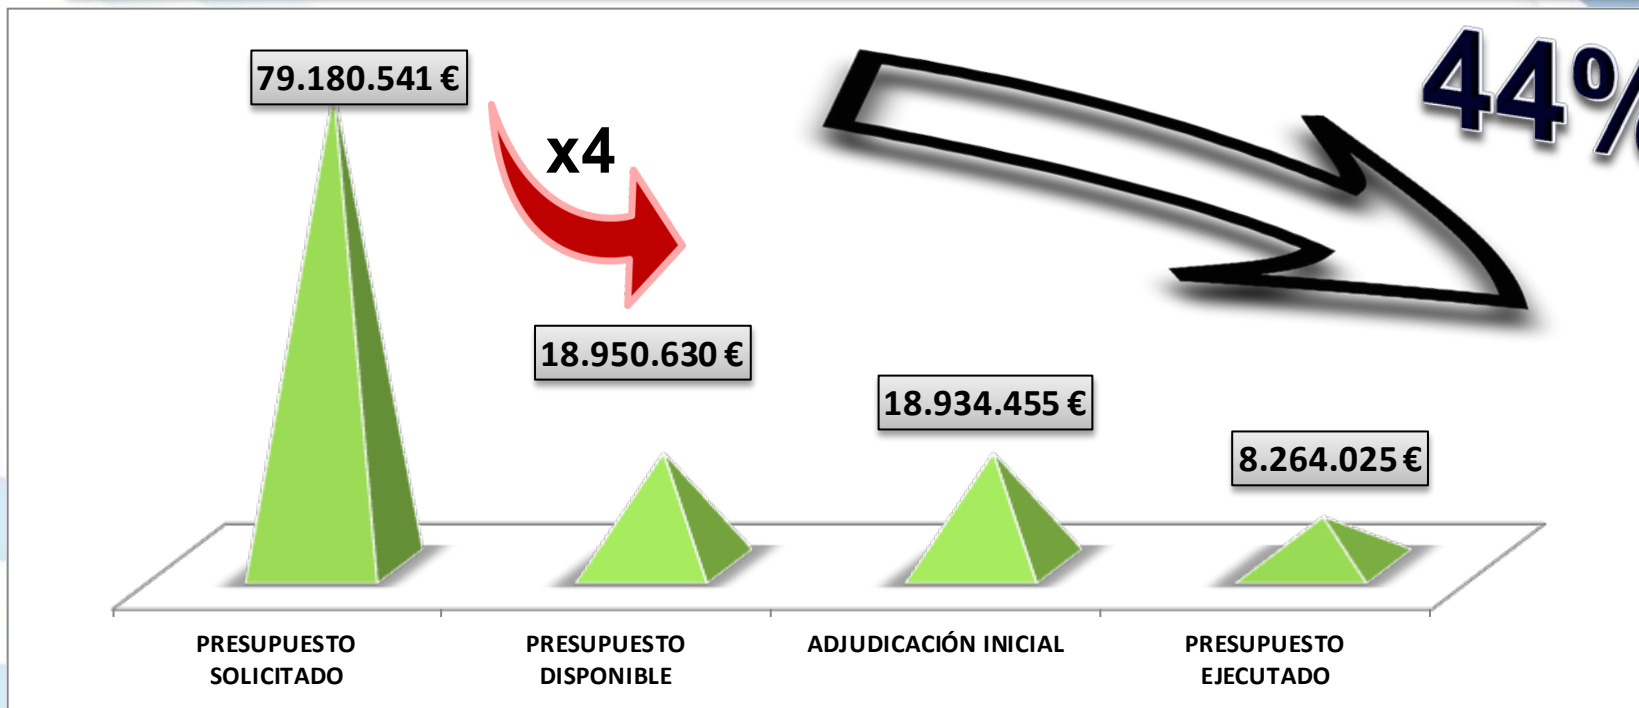 44%
79.180.541 €
x4
18.950.630 €
18.934.455 €
8.264.025 €
PRESUPUESTO
SOLICITADO
PRESUPUESTO
DISPONIBLE
ADJUDICACIÓN INICIAL
PRESUPUESTO
EJECUTADO